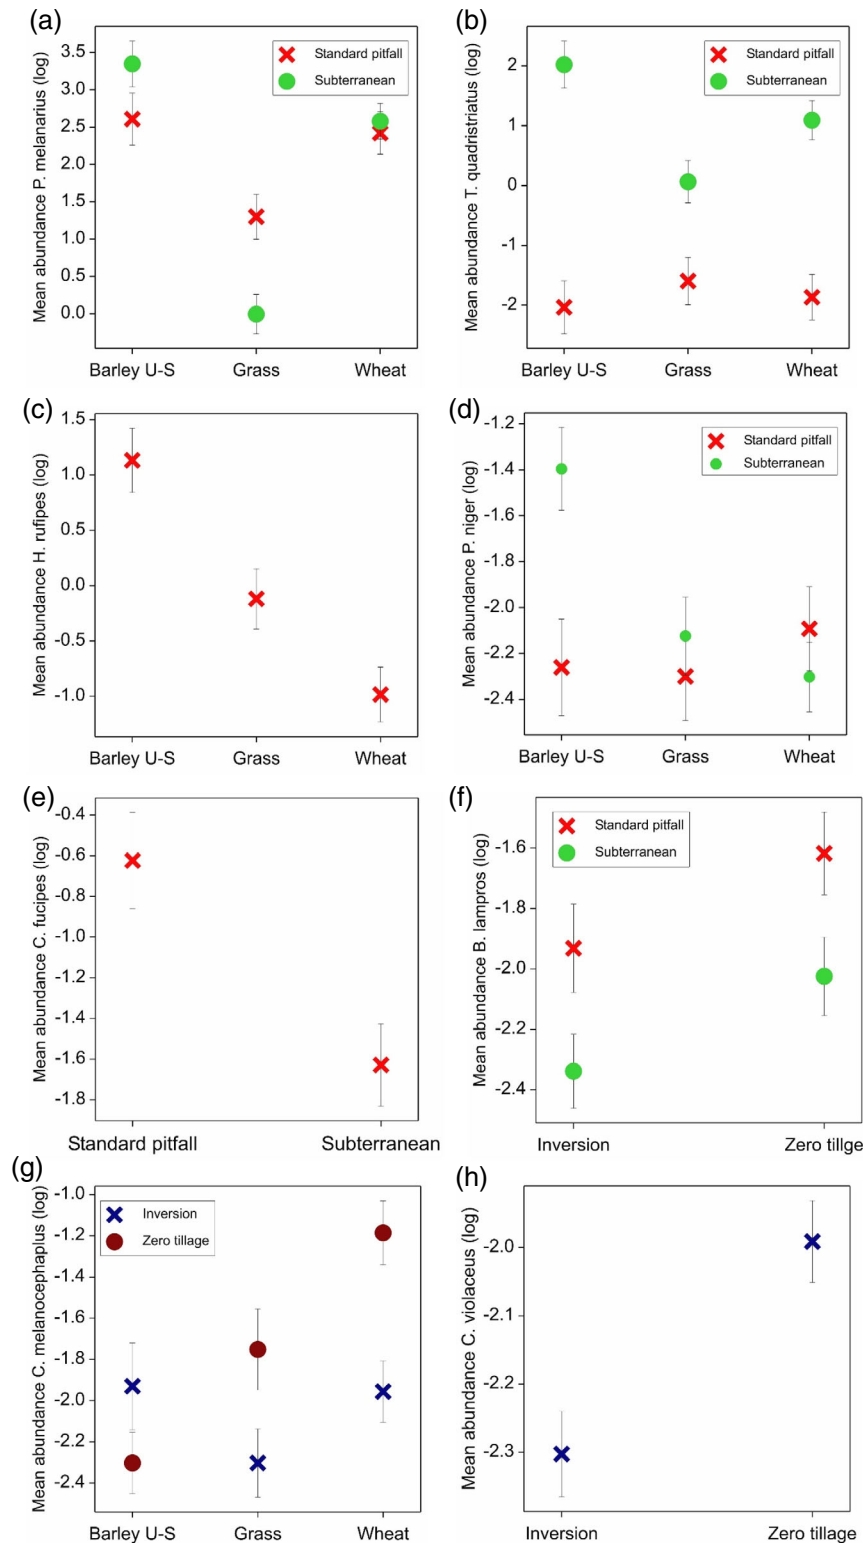 (a)
Mean abundance P. melanarius (log)
3.5
3.0
2.5
2.0
1.5
1.0
0.5
0.0
Standard pitfall
Subterranean
Barley U-S Grass Wheat
(b)
Mean abundance T. quadristriatus (log)
2
1
0
-1
-2
Standard pitfall
Subterranean
Barley U-S Grass Wheat
(c)
Mean abundance H. rufipes (log)
1.5
1.0
0.5
0.0
-0.5
-1.0
Barley U-S Grass Wheat
(d)
Mean abundance P. niger (log)
-1.2
-1.4
-1.6
-1.8
-2.0
-2.2
-2.4
Standard pitfall
Subterranean
Barley U-S Grass Wheat
(e)
Mean abundance C. fucipes (log)
-0.4
-0.6
-0.8
-1.0
-1.2
-1.4
-1.6
-1.8
Standard pitfall Subterranean
(f)
Mean abundance B. lampros (log)
-1.6
-1.8
-2.0
-2.2
-2.4
Standard pitfall
Subterranean
Inversion Zero tillge
(g)
Mean abundance C. melanocephaplus (log)
-1.0
-1.2
-1.4
-1.6
-1.8
-2.0
-2.2
-2.4
Inversion
Zero tillage
Barley U-S Grass Wheat
(h)
Mean abundance C. violaceus (log)
-2.0
-2.1
-2.2
-2.3
Inversion Zero tillage